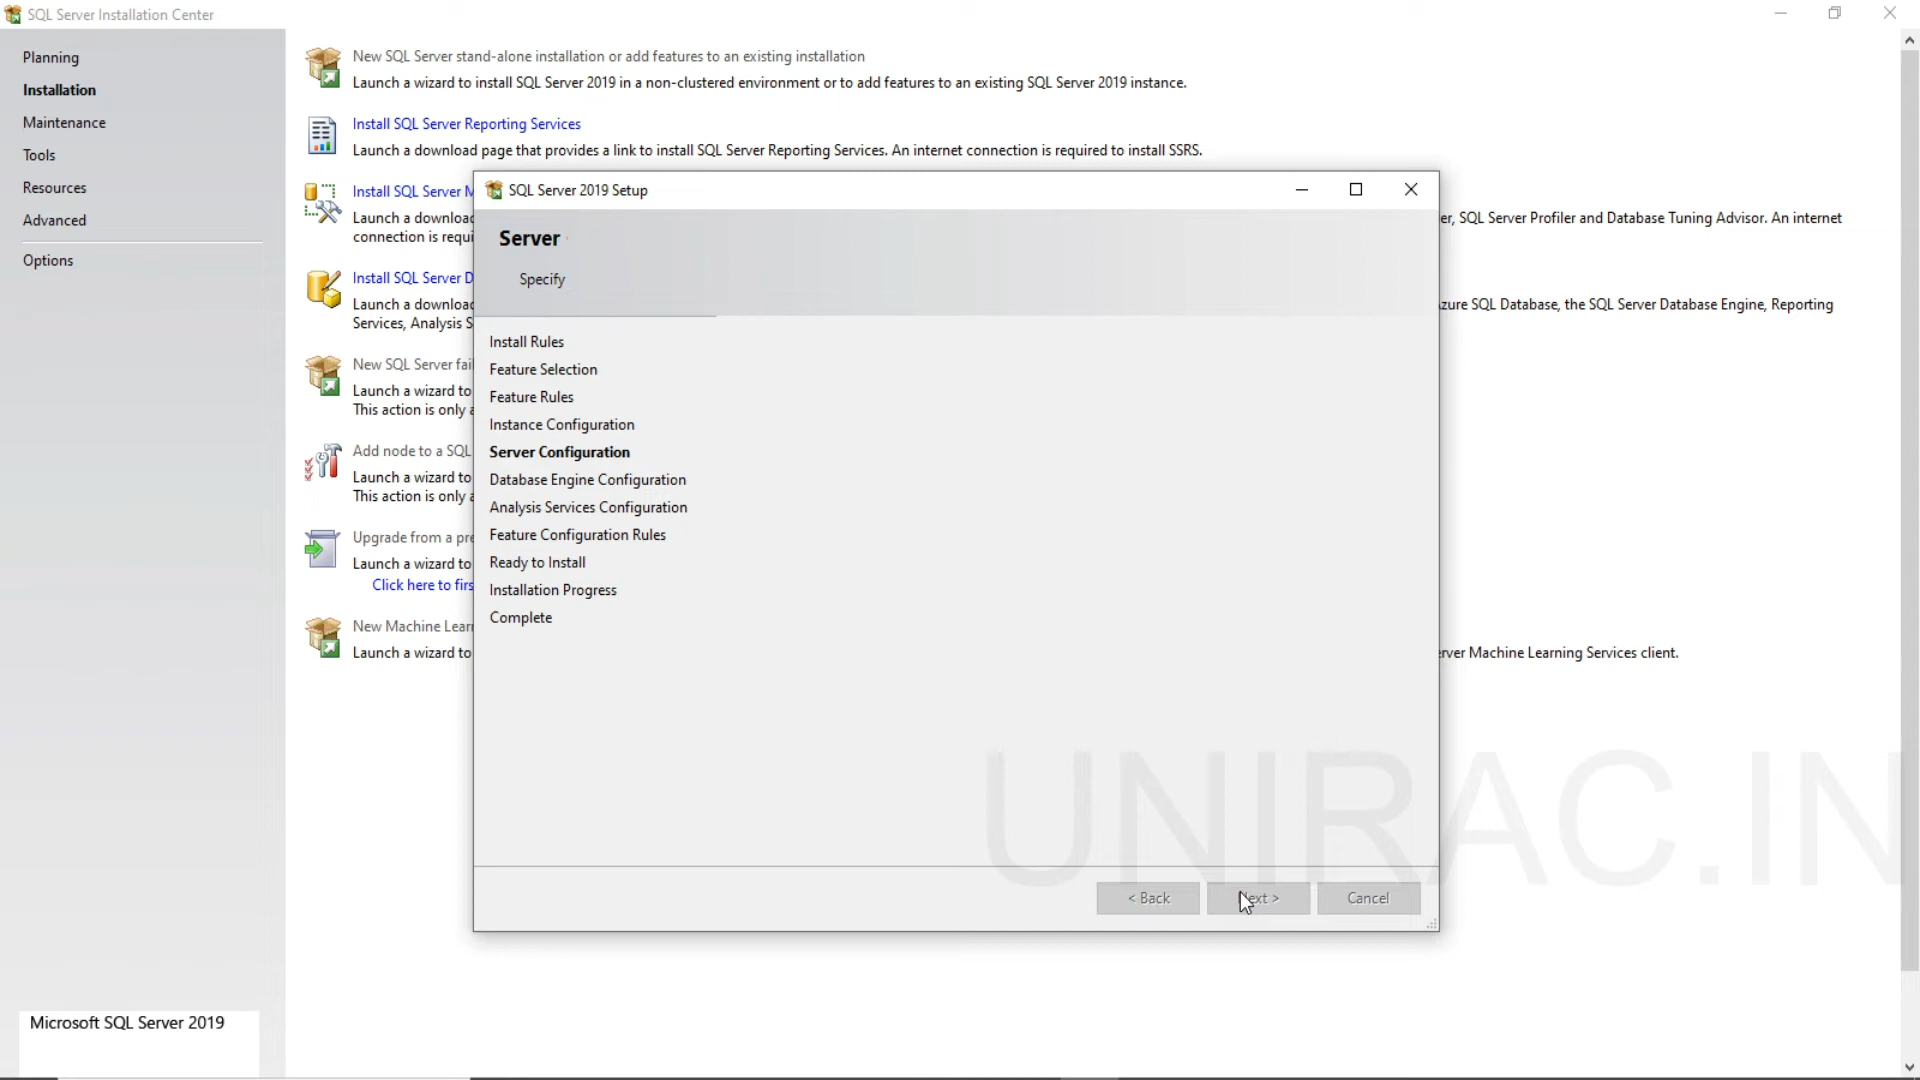 SQL Server Installation Center
Planning
Installation
Maintenance
Tools
Resources
Advanced
Options
Microsoft SQL Server 2019
New SQL Server stand-alone installation or add features to an existing installation
Launch a wizard to install SQL Server 2019 in a non-clustered environment or to add features to an existing SQL Server 2019 instance.
Install SQL Server Reporting Services
Launch a download page that provides a link to install SQL Server Reporting Services. An internet connection is required to install SSRS.
Install SQL Server M
Launch a downloa
er, SQL Server Profiler and Database Tuning Advisor. An internet
connection is requi
Install SQL Server D
Launch a downloa
Azure SQL Database, the SQL Server Database Engine, Reporting
Services, Analysis S
New SQL Server fai
Launch a wizard to
This action is only a
Add node to a SQL
Launch a wizard to
This action is only a
Upgrade from a pre
Launch a wizard to
Click here to firs
New Machine Lear
Launch a wizard to
erver Machine Learning Services client.
SQL Server 2019 Setup
Server
Specify
Install Rules
Feature Selection
Feature Rules
Instance Configuration
Server Configuration
Database Engine Configuration
Analysis Services Configuration
Feature Configuration Rules
Ready to Install
Installation Progress
Complete
< Back
Next >
Cancel
UNIRAC.IN